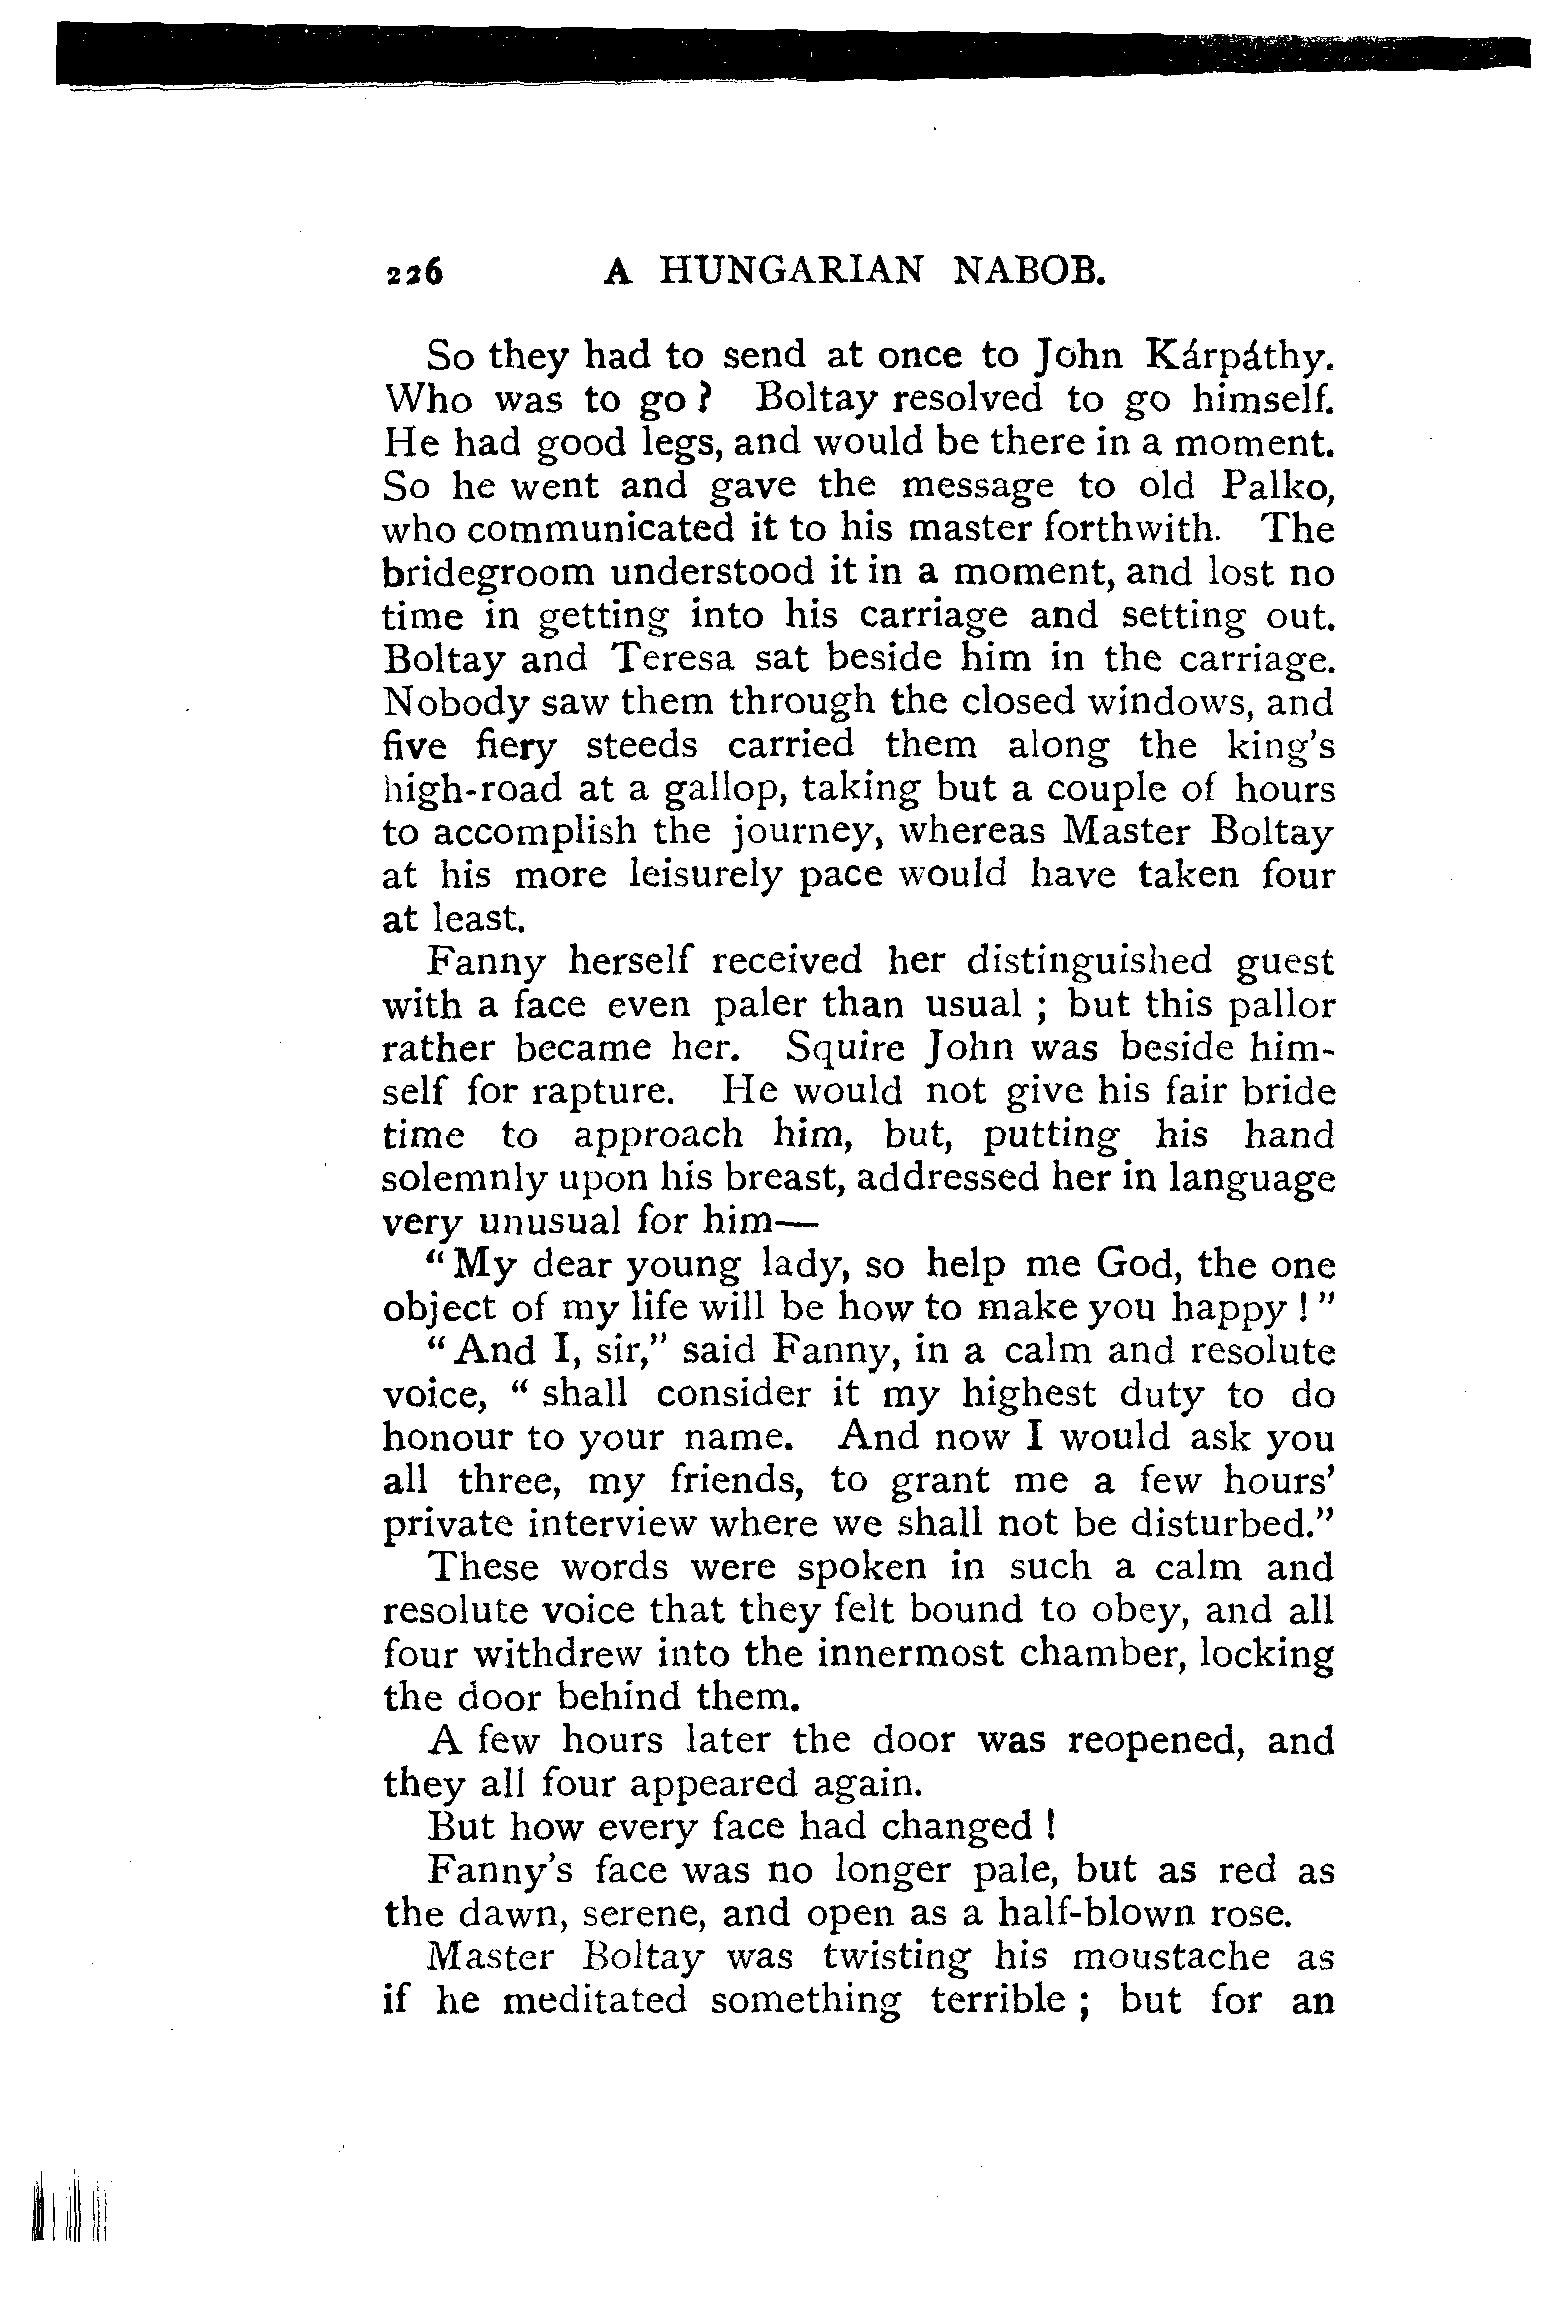 226 A HUNGARIAN NABOB.
So they had to send at once to John Kárpáthy.
Who was to go? Boltay resolved to go himself.
He had good legs, and would be there in a moment.
So he went and gave the message to old Palko,
who communicated it to his master forthwith. The
bridegroom understood it in a moment, and lost no
time in getting into his carriage and setting out.
Boltay and Teresa sat beside him in the carriage.
Nobody saw them through the closed windows, and
five fiery steeds carried them along the king's
high-road at a gallop, taking but a couple of hours
to accomplish the journey, whereas Master Boltay
at his more leisurely pace would have taken four
at least.
Fanny herself received her distinguished guest
with a face even paler than usual; but this pallor
rather became her. Squire John was beside him-
self for rapture. He would not give his fair bride
time to approach him, but, putting his hand
solemnly upon his breast, addressed her in language
very unusual for him—
"My dear young lady, so help me God, the one
object of my life will be how to make you happy!"
"And I, sir," said Fanny, in a calm and resolute
voice, "shall consider it my highest duty to do
honour to your name. And now I would ask you
all three, my friends, to grant me a few hours'
private interview where we shall not be disturbed."
These words were spoken in such a calm and
resolute voice that they felt bound to obey, and all
four withdrew into the innermost chamber, locking
the door behind them.
A few hours later the door was reopened, and
they all four appeared again.
But how every face had changed!
Fanny's face was no longer pale, but as red as
the dawn, serene, and open as a half-blown rose.
Master Boltay was twisting his moustache as
if he meditated something terrible; but for an